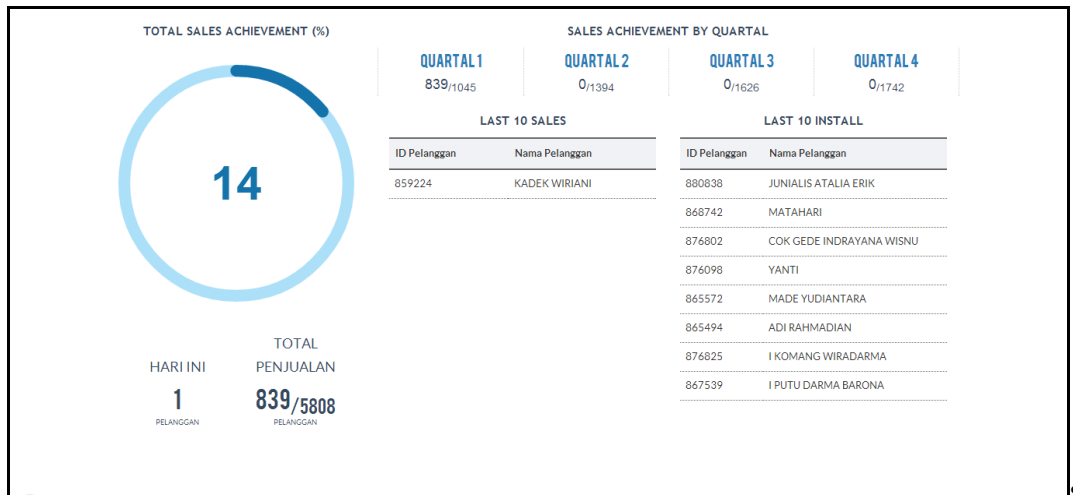 TOTAL SALES ACHIEVEMENT (%)
14
HARI INI
1
PELANGGAN
TOTAL
PENJUALAN
839/5808
PELANGGAN
SALES ACHIEVEMENT BY QUARTAL
QUARTAL 1
839/1045
QUARTAL 2
0/1394
QUARTAL 3
0/1626
QUARTAL 4
0/1742
LAST 10 SALES
ID Pelanggan Nama Pelanggan
859224 KADEK WIRIANI
LAST 10 INSTALL
ID Pelanggan Nama Pelanggan
880838 JUNIALIS ATALIA ERIK
868742 MATAHARI
876802 COK GEDE INDRAYANA WISNU
876098 YANTI
865572 MADE YUDIANTARA
865494 ADI RAHMADIAN
876825 I KOMANG WIRADARMA
867539 I PUTU DARMA BARONA